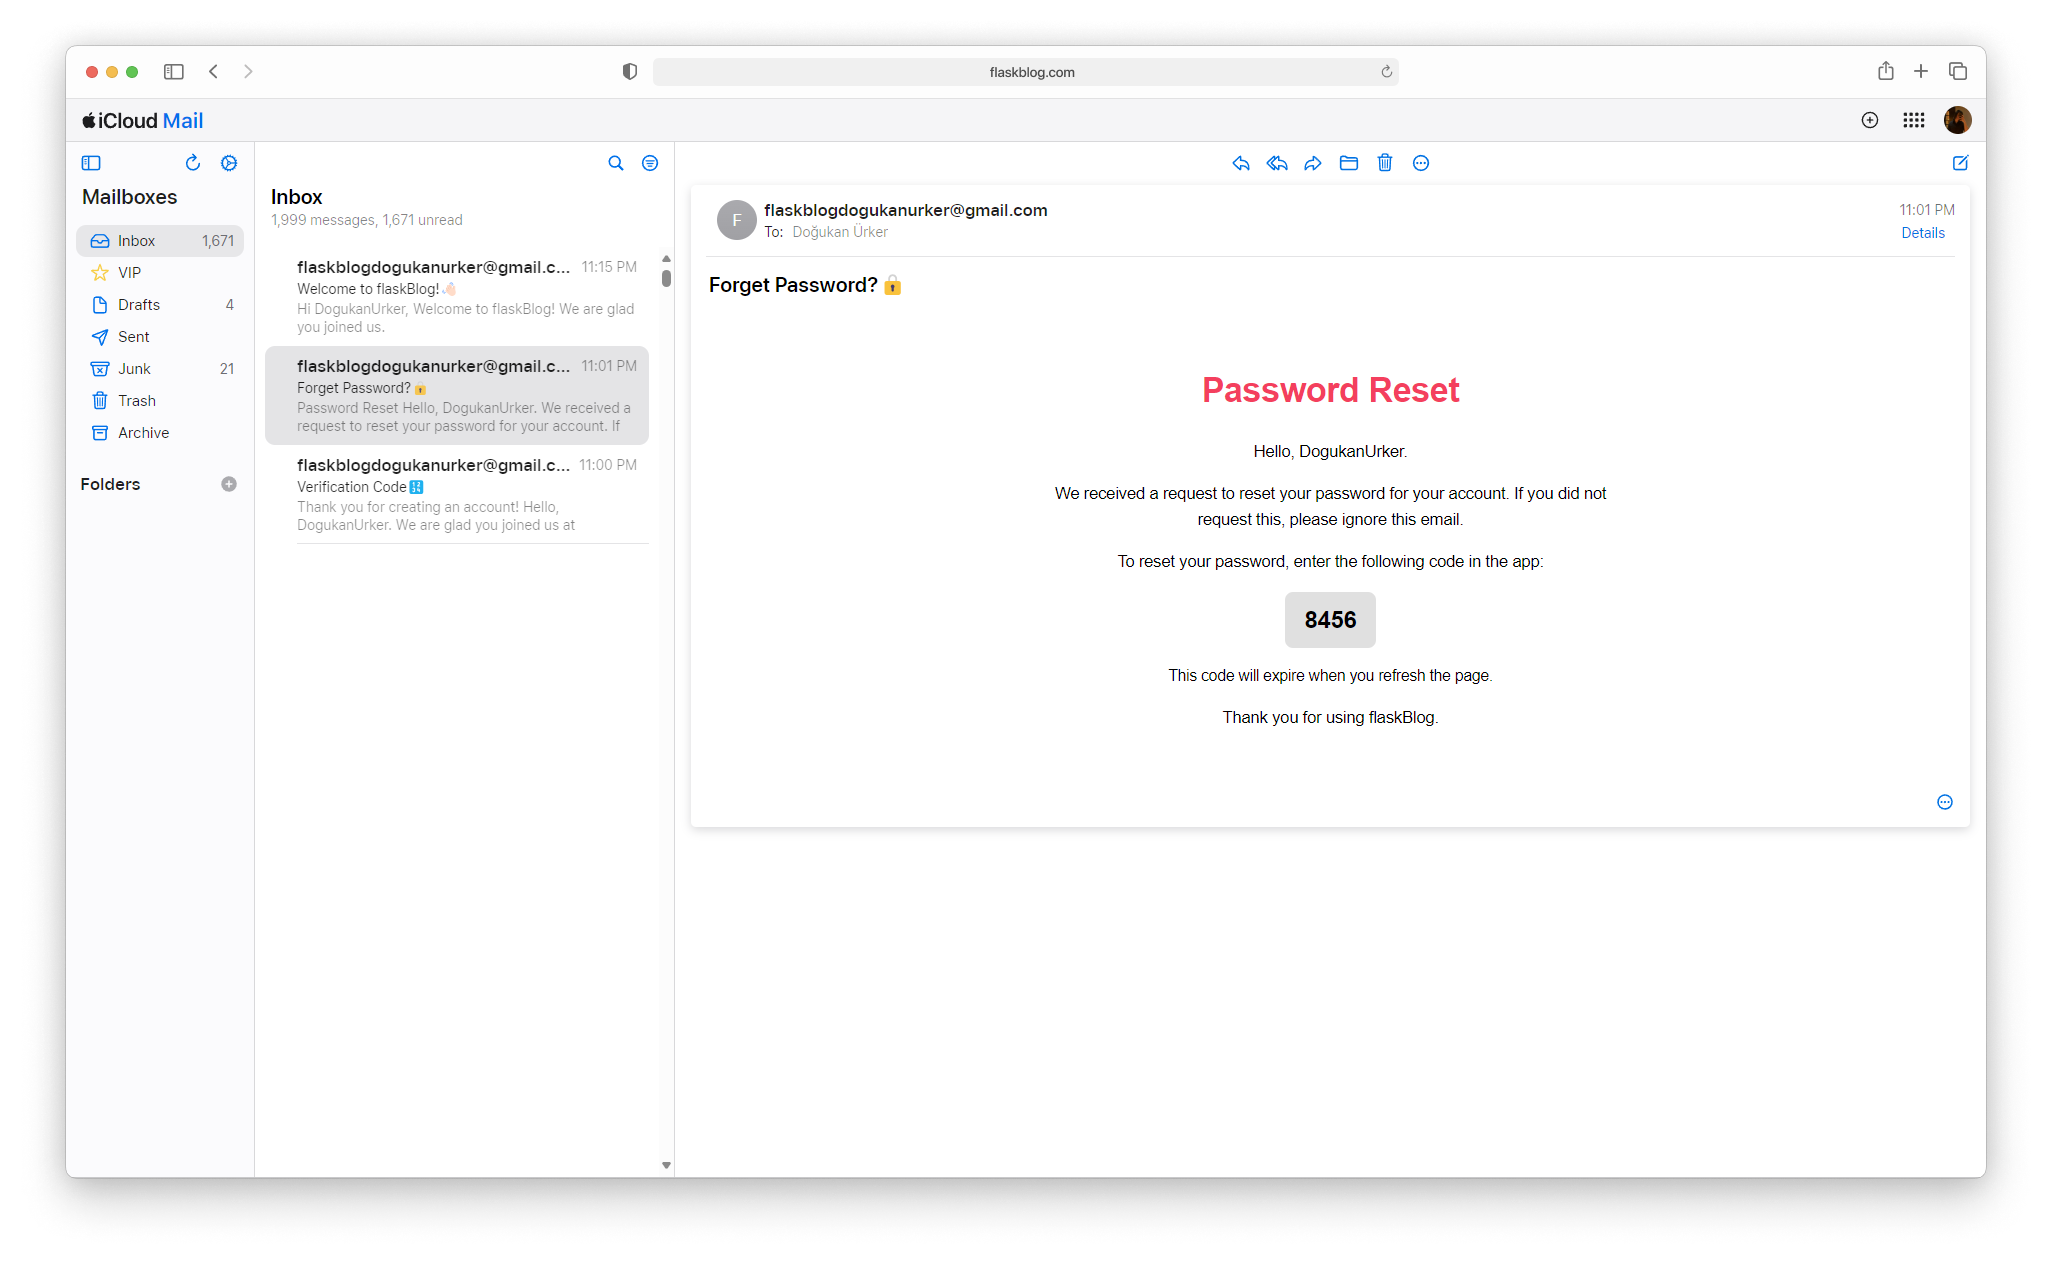 flaskblog.com
iCloud Mail
Mailboxes
Inbox 1,671
VIP
Drafts 4
Sent
Junk 21
Trash
Archive
Folders
Inbox
1,999 messages, 1,671 unread
flaskblogdogukanurker@gmail.c... 11:15 PM
Welcome to flaskBlog!👋🏻
Hi DogukanUrker, Welcome to flaskBlog! We are glad
you joined us.
flaskblogdogukanurker@gmail.c... 11:01 PM
Forget Password?🔒
Password Reset Hello, DogukanUrker. We received a
request to reset your password for your account. If
flaskblogdogukanurker@gmail.c... 11:00 PM
Verification Code🔢
Thank you for creating an account! Hello,
DogukanUrker. We are glad you joined us at
F
flaskblogdogukanurker@gmail.com 11:01 PM
To: Doğukan Ürker Details
Forget Password?🔒
Password Reset
Hello, DogukanUrker.
We received a request to reset your password for your account. If you did not
request this, please ignore this email.
To reset your password, enter the following code in the app:
8456
This code will expire when you refresh the page.
Thank you for using flaskBlog.